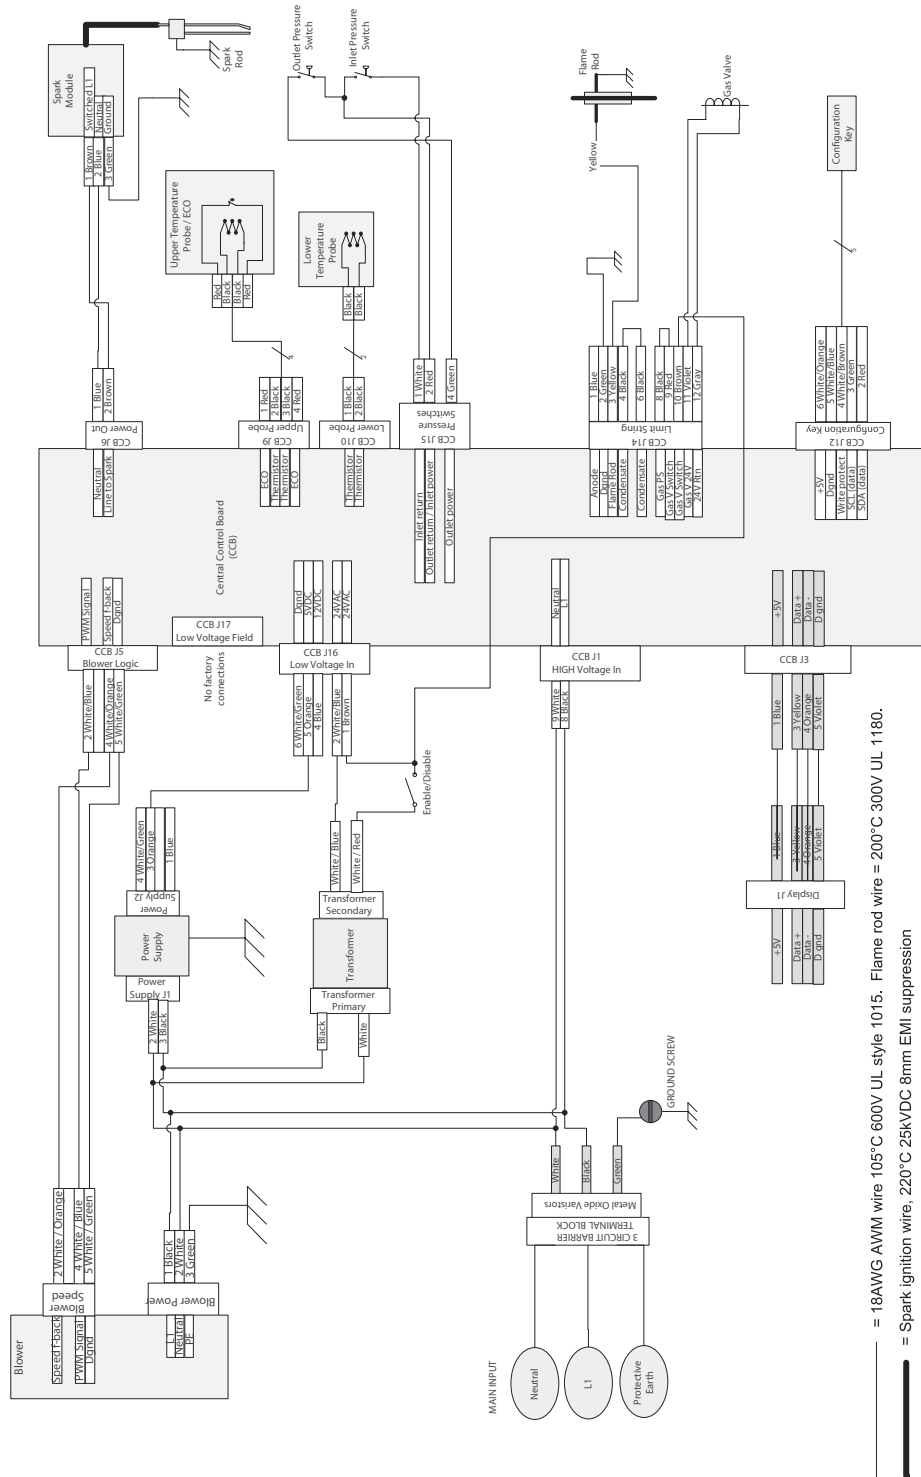 Blower
Speed f-back
PWM Signal
Dgnd
Blower
Speed
2 White / Orange
4 White / Blue
5 White / Green
L1
Neutral
PE
Blower Power
1 Black
2 White
3 Green
MAIN INPUT
Neutral
L1
Protective
Earth
3 CIRCUIT BARRIER
TERMINAL BLOCK
Metal Oxide Varistors
White
Black
Green
GROUND SCREW
2 White
3 Black
Power
Supply J1
Power
Supply
Power
Supply J2
4 White/Green
3 Orange
1 Blue
Black
White
Transformer
Primary
Transformer
Transformer
Secondary
White / Blue
White / Red
Enable/Disable
+5V
Data +
Data -
D gnd
Display J1
1 Blue
3 Yellow
4 Orange
5 Violet
1 Blue
3 Yellow
4 Orange
5 Violet
CCB J3
+5V
Data +
Data -
D gnd
2 White/Blue
4 White/Orange
5 White/Green
CCB J5
Blower Logic
PWM Signal
Speed f-back
Dgnd
No factory
connections
CCB J17
Low Voltage Field
6 White/Green
5 Orange
4 Blue
2 White/Blue
1 Brown
CCB J16
Low Voltage In
Dgnd
5VDC
12VDC
24VAC
24VAC
9 White
8 Black
CCB J1
HIGH Voltage In
Neutral
L1
Central Control Board
(CCB)
Neutral
Line to Spark
CCB J6
Power Out
1 Blue
2 Brown
ECO
Thermistor
Thermistor
ECO
CCB J9
Upper Probe
1 Red
2 Black
3 Black
4 Red
4
Thermistor
Thermistor
CCB J10
Lower Probe
1 Black
2 Black
2
Inlet return
Outlet return / Inlet power
Outlet power
CCB J15
Pressure
Switches
1 White
2 Red
4 Green
Anode
Dgnd
Flame Rod
Condensate
Condensate
Gas PS
Gas V Switch
Gas V Switch
Gas V 24V
24V Rtn
CCB J14
Limit String
1 Blue
2 Green
3 Yellow
4 Black
6 Black
8 Black
9 Red
10 Brown
11 Violet
12 Gray
+5V
Dgnd
Write protect
SCL (data)
SDA (data)
CCB J12
Configuration Key
6 White/Orange
5 White/Blue
4 White/Brown
3 Green
2 Red
5
Configuration
Key
Spark
Module
Switched L1
Neutral
Ground
1 Brown
2 Blue
3 Green
Spark
Rod
Upper Temperature
Probe / ECO
Red
Black
Black
Red
Lower
Temperature
Probe
Black
Black
Outlet Pressure
Switch
Inlet Pressure
Switch
Flame
Rod
Yellow
Gas Valve
= 18AWG AWM wire 105°C 600V UL style 1015. Flame rod wire = 200°C 300V UL 1180.
= Spark ignition wire, 220°C 25kVDC 8mm EMI suppression